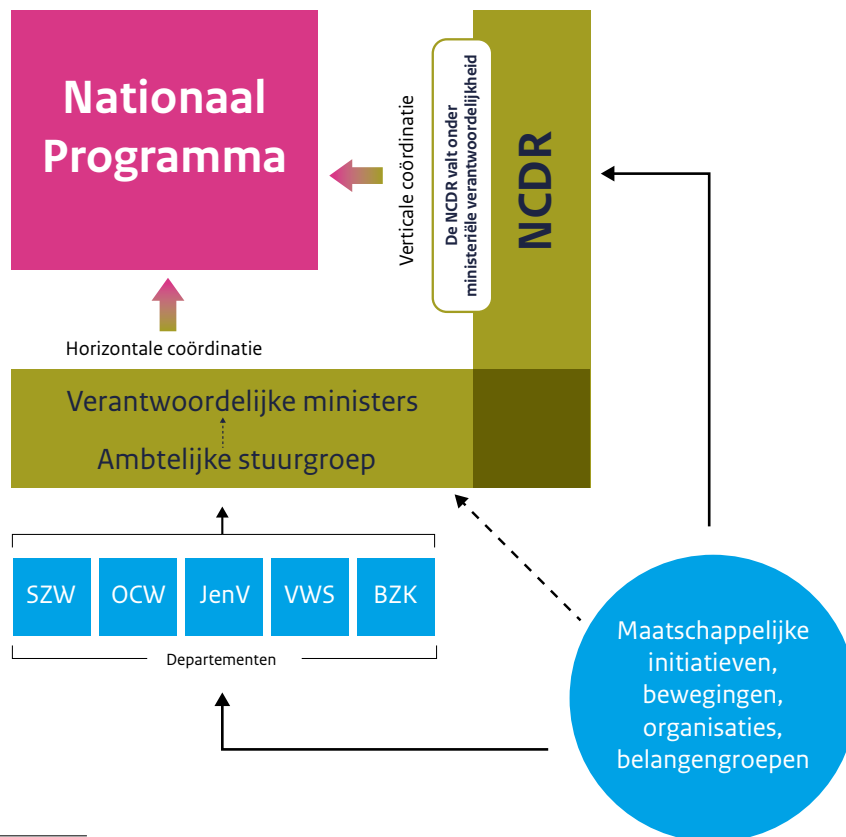 Nationaal
Programma
Verticale coördinatie
De NCDR valt onder
ministeriële verantwoordelijkheid
NCDR
Horizontale coördinatie
Verantwoordelijke ministers
Ambtelijke stuurgroep
SZW
OCW
JenV
VWS
BZK
Departementen
Maatschappelijke
initiatieven,
bewegingen,
organisaties,
belangengroepen